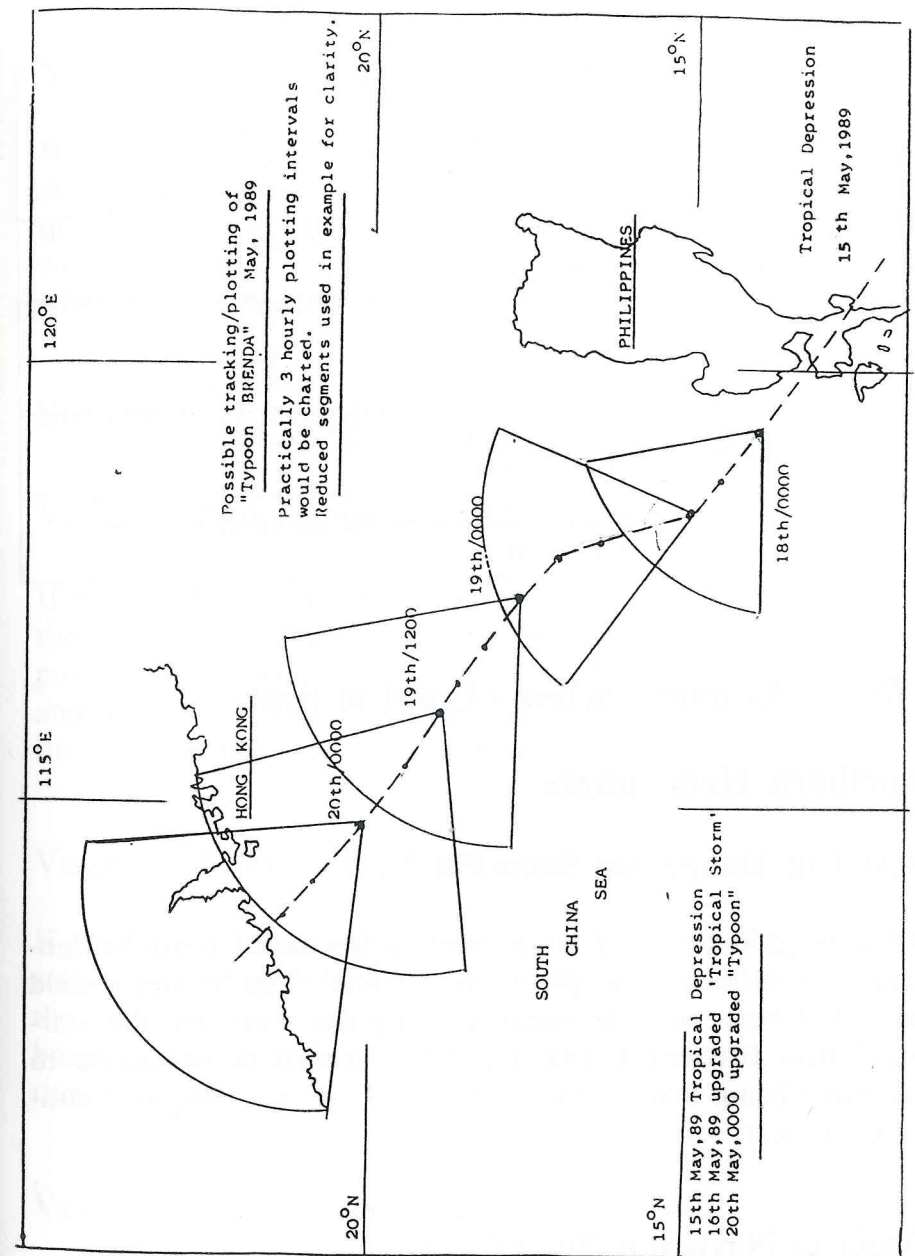 120°E
115°E
Possible tracking/plotting of
"Typoon BRENDA" May, 1989
Practically 3 hourly plotting intervals
would be charted.
Reduced segments used in example for clarity.
20°N
20°N
HONG KONG
20th/0000
19th/1200
19th/0000
18th/0000
PHILIPPINES
SOUTH
CHINA
SEA
15°N
15°N
Tropical Depression
15 th May,1989
15th May,89 Tropical Depression
16th May,89 upgraded 'Tropical Storm'
20th May,0000 upgraded "Typoon"